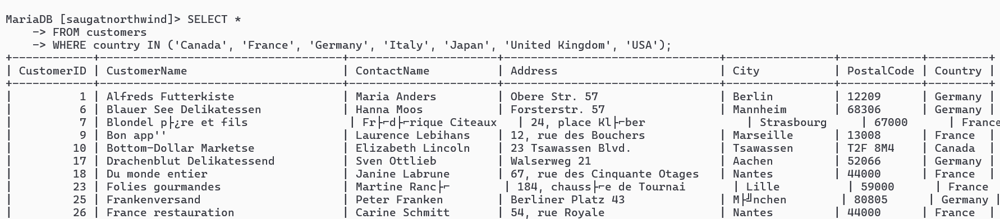 MariaDB [saugatnorthwind]> SELECT *
    -> FROM customers
    -> WHERE country IN ('Canada', 'France', 'Germany', 'Italy', 'Japan', 'United Kingdom', 'USA');
+------------+------------------------------------+----------------------+--------------------------------+----------------+------------+---------+
| CustomerID | CustomerName                       | ContactName          | Address                        | City           | PostalCode | Country |
+------------+------------------------------------+----------------------+--------------------------------+----------------+------------+---------+
|          1 | Alfreds Futterkiste                | Maria Anders         | Obere Str. 57                  | Berlin         | 12209      | Germany |
|          6 | Blauer See Delikatessen            | Hanna Moos           | Forsterstr. 57                 | Mannheim       | 68306      | Germany |
|          7 | Blondel p├¿re et fils               | Fr├⌐d├⌐rique Citeaux   | 24, place Kl├⌐ber               | Strasbourg     | 67000      | France
|          9 | Bon app''                          | Laurence Lebihans    | 12, rue des Bouchers           | Marseille      | 13008      | France  |
|         10 | Bottom-Dollar Marketse             | Elizabeth Lincoln    | 23 Tsawassen Blvd.             | Tsawassen      | T2F 8M4    | Canada  |
|         17 | Drachenblut Delikatessend          | Sven Ottlieb         | Walserweg 21                   | Aachen         | 52066      | Germany |
|         18 | Du monde entier                    | Janine Labrune       | 67, rue des Cinquante Otages   | Nantes         | 44000      | France  |
|         23 | Folies gourmandes                  | Martine Ranc├⌐        | 184, chauss├⌐e de Tournai       | Lille          | 59000      | France
|         25 | Frankenversand                     | Peter Franken        | Berliner Platz 43              | M├╝nchen        | 80805      | Germany |
|         26 | France restauration                | Carine Schmitt       | 54, rue Royale                 | Nantes         | 44000      | France  |